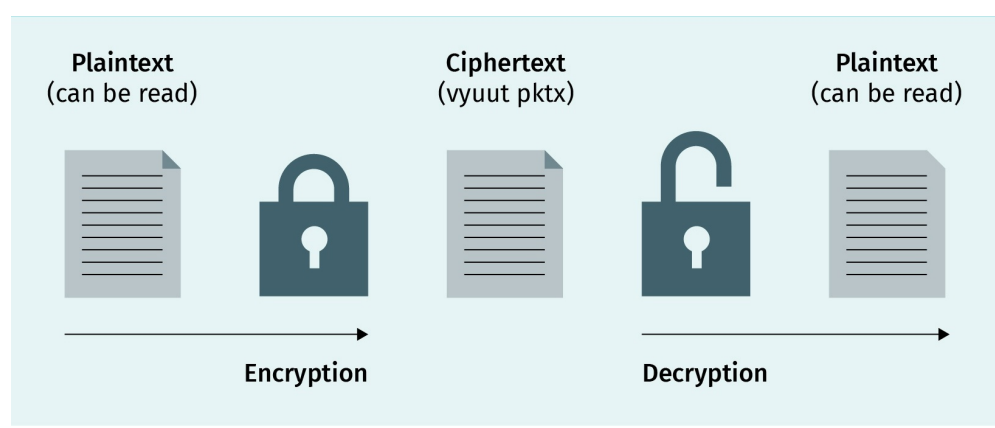 Plaintext
(can be read)
Ciphertext
(vyuut pktx)
Plaintext
(can be read)
Encryption
Decryption